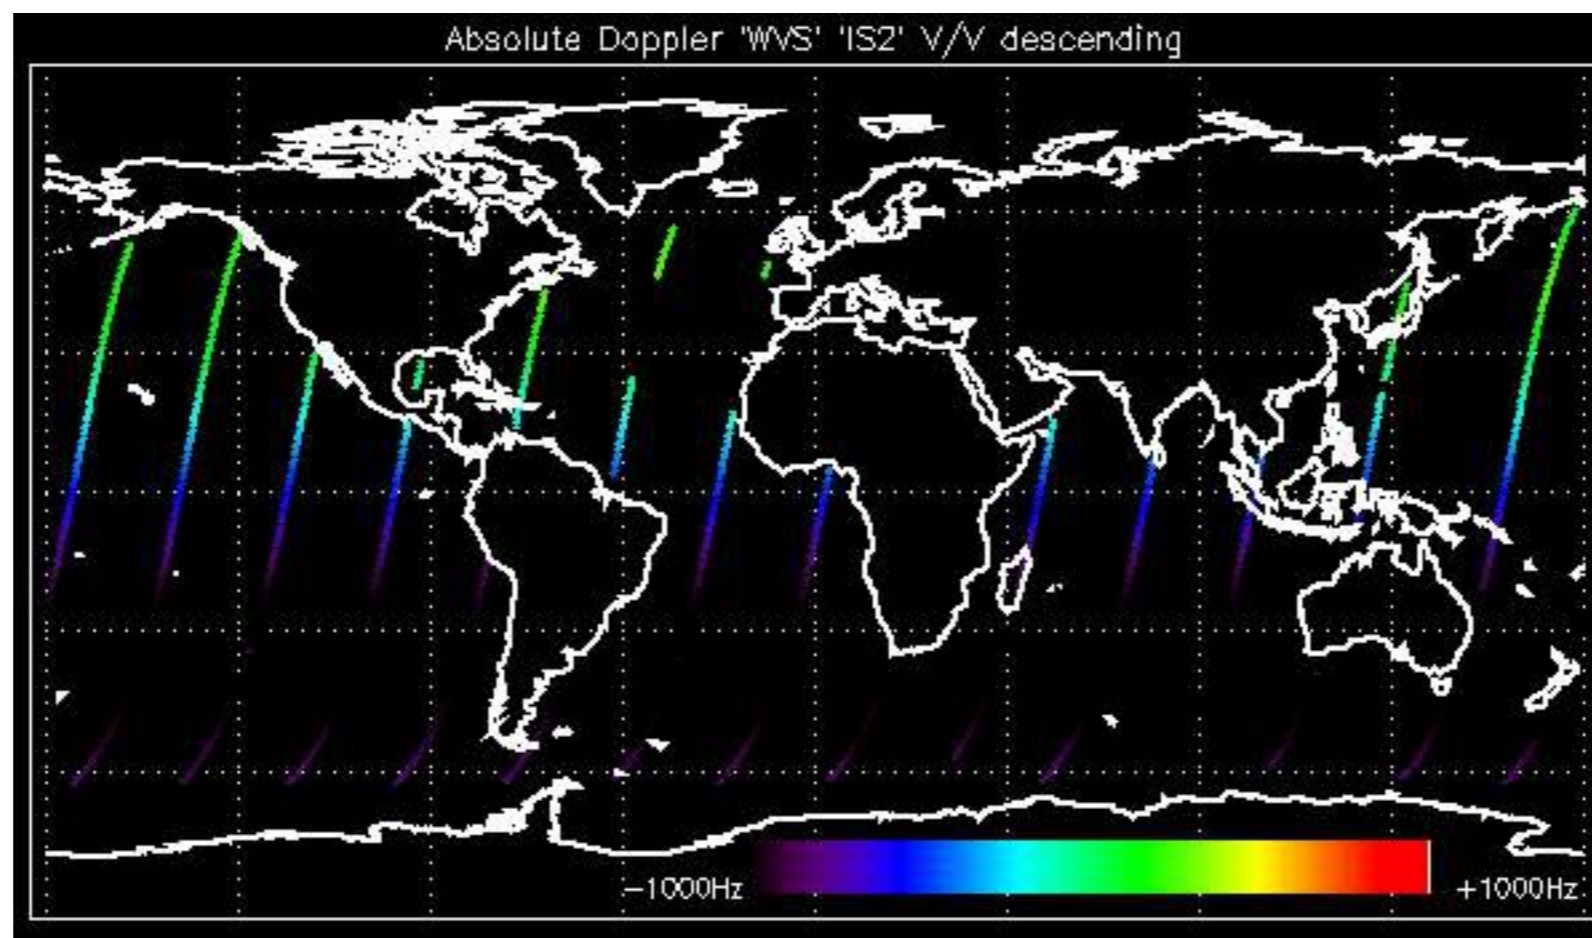 Absolute Doppler 'WVS' 'IS2' V/V descending
−1000Hz +1000Hz